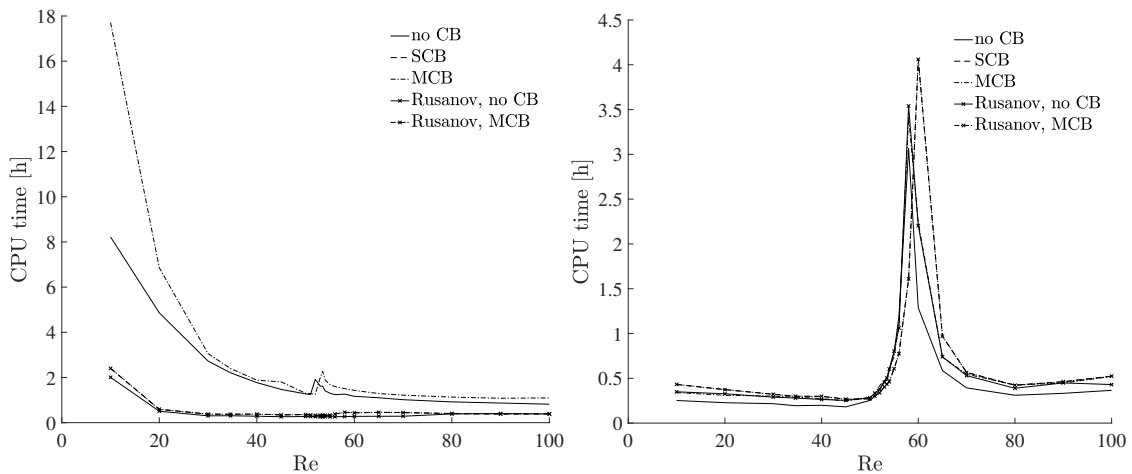 18
16
14
12
10
8
6
4
2
0
CPU time [h]
0
20
40
60
80
100
Re
no CB
SCB
MCB
Rusanov, no CB
Rusanov, MCB
4.5
4
3.5
3
2.5
2
1.5
1
0.5
0
CPU time [h]
0
20
40
60
80
100
Re
no CB
SCB
MCB
Rusanov, no CB
Rusanov, MCB